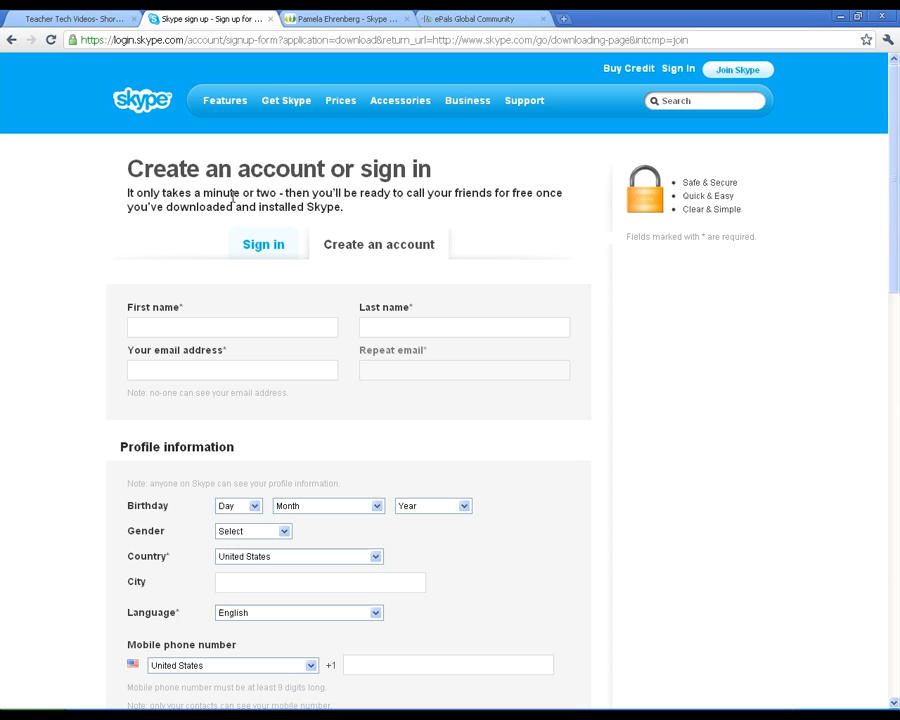 Teacher Tech Videos- Shor...
Skype sign up - Sign up for ...
Pamela Ehrenberg - Skype ...
ePals Global Community
https://login.skype.com/account/signup-form?application=download&return_url=http://www.skype.com/go/downloading-page&intcmp=join
Buy Credit Sign In Join Skype
skype
Features Get Skype Prices Accessories Business Support
Search
Create an account or sign in
It only takes a minute or two - then you'll be ready to call your friends for free once
you've downloaded and installed Skype.
Safe & Secure
Quick & Easy
Clear & Simple
Fields marked with * are required.
Sign in
Create an account
First name*
Last name*
Your email address*
Repeat email*
Note: no-one can see your email address.
Profile information
Note: anyone on Skype can see your profile information.
Birthday Day Month Year
Gender Select
Country* United States
City
Language* English
Mobile phone number
United States +1
Mobile phone number must be at least 9 digits long.
Note: only your contacts can see your mobile number.